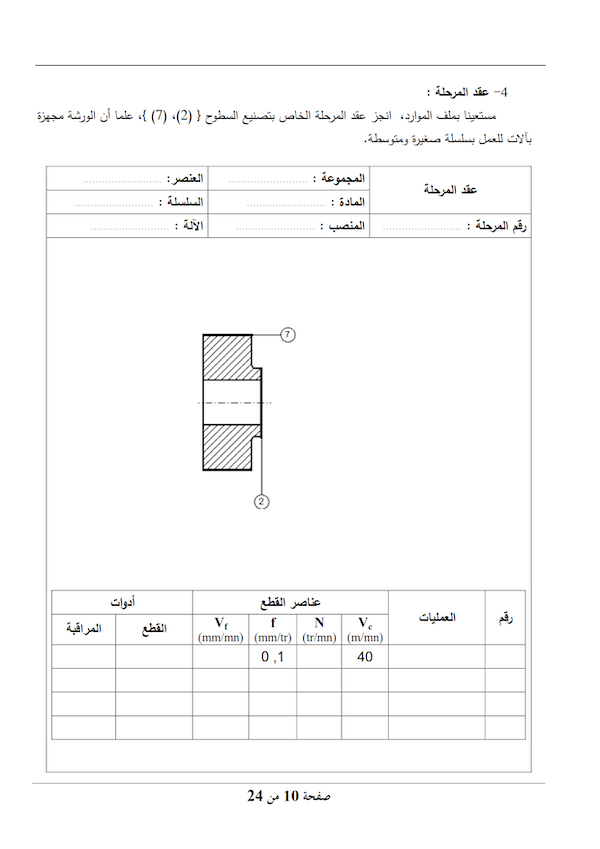 4- عقد المرحلة :
مستعينا بملف الموارد، انجز عقد المرحلة الخاص بتصنيع السطوح { (2)، (7) }، علما أن الورشة مجهزة
بآلات للعمل بسلسلة صغيرة ومتوسطة.
عقد المرحلة
المجموعة : ........................
العنصر: ........................
المادة : ........................
السلسلة : ........................
رقم المرحلة : ........................
المنصب : ........................
الآلة : ........................
7
2
رقم
العمليات
عناصر القطع
أدوات
Vc (m/mn)
N (tr/mn)
f (mm/tr)
Vf (mm/mn)
القطع
المراقبة
40
0,1
صفحة 10 من 24